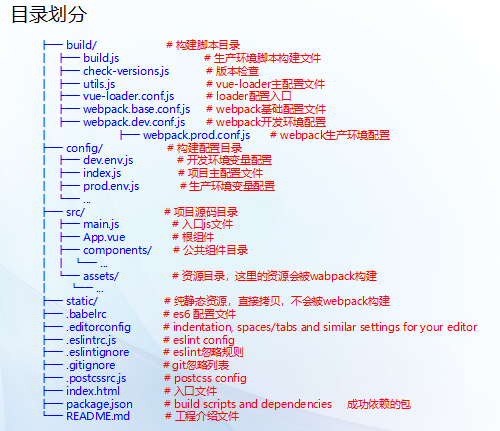 目录划分
├── build/ # 构建脚本目录
│ ├── build.js # 生产环境脚本构建文件
│ ├── check-versions.js # 版本检查
│ ├── utils.js # vue-loader主配置文件
│ ├── vue-loader.conf.js # loader配置入口
│ ├── webpack.base.conf.js # webpack基础配置文件
│ ├── webpack.dev.conf.js # webpack开发环境配置
│ ├── webpack.prod.conf.js # webpack生产环境配置
├── config/ # 构建配置目录
│ ├── dev.env.js # 开发环境变量配置
│ ├── index.js # 项目主配置文件
│ ├── prod.env.js # 生产环境变量配置
│ └── ...
├── src/ # 项目源码目录
│ ├── main.js # 入口js文件
│ ├── App.vue # 根组件
│ ├── components/ # 公共组件目录
│ │ └── ...
│ └── assets/ # 资源目录，这里的资源会被wabpack构建
│ └── ...
├── static/ # 纯静态资源，直接拷贝，不会被webpack构建
├── .babelrc # es6 配置文件
├── .editorconfig # indentation, spaces/tabs and similar settings for your editor
├── .eslintrc.js # eslint config
├── .eslintignore # eslint忽略规则
├── .gitignore # git忽略列表
├── .postcssrc.js # postcss config
├── index.html # 入口文件
├── package.json # build scripts and dependencies 成功依赖的包
└── README.md # 工程介绍文件